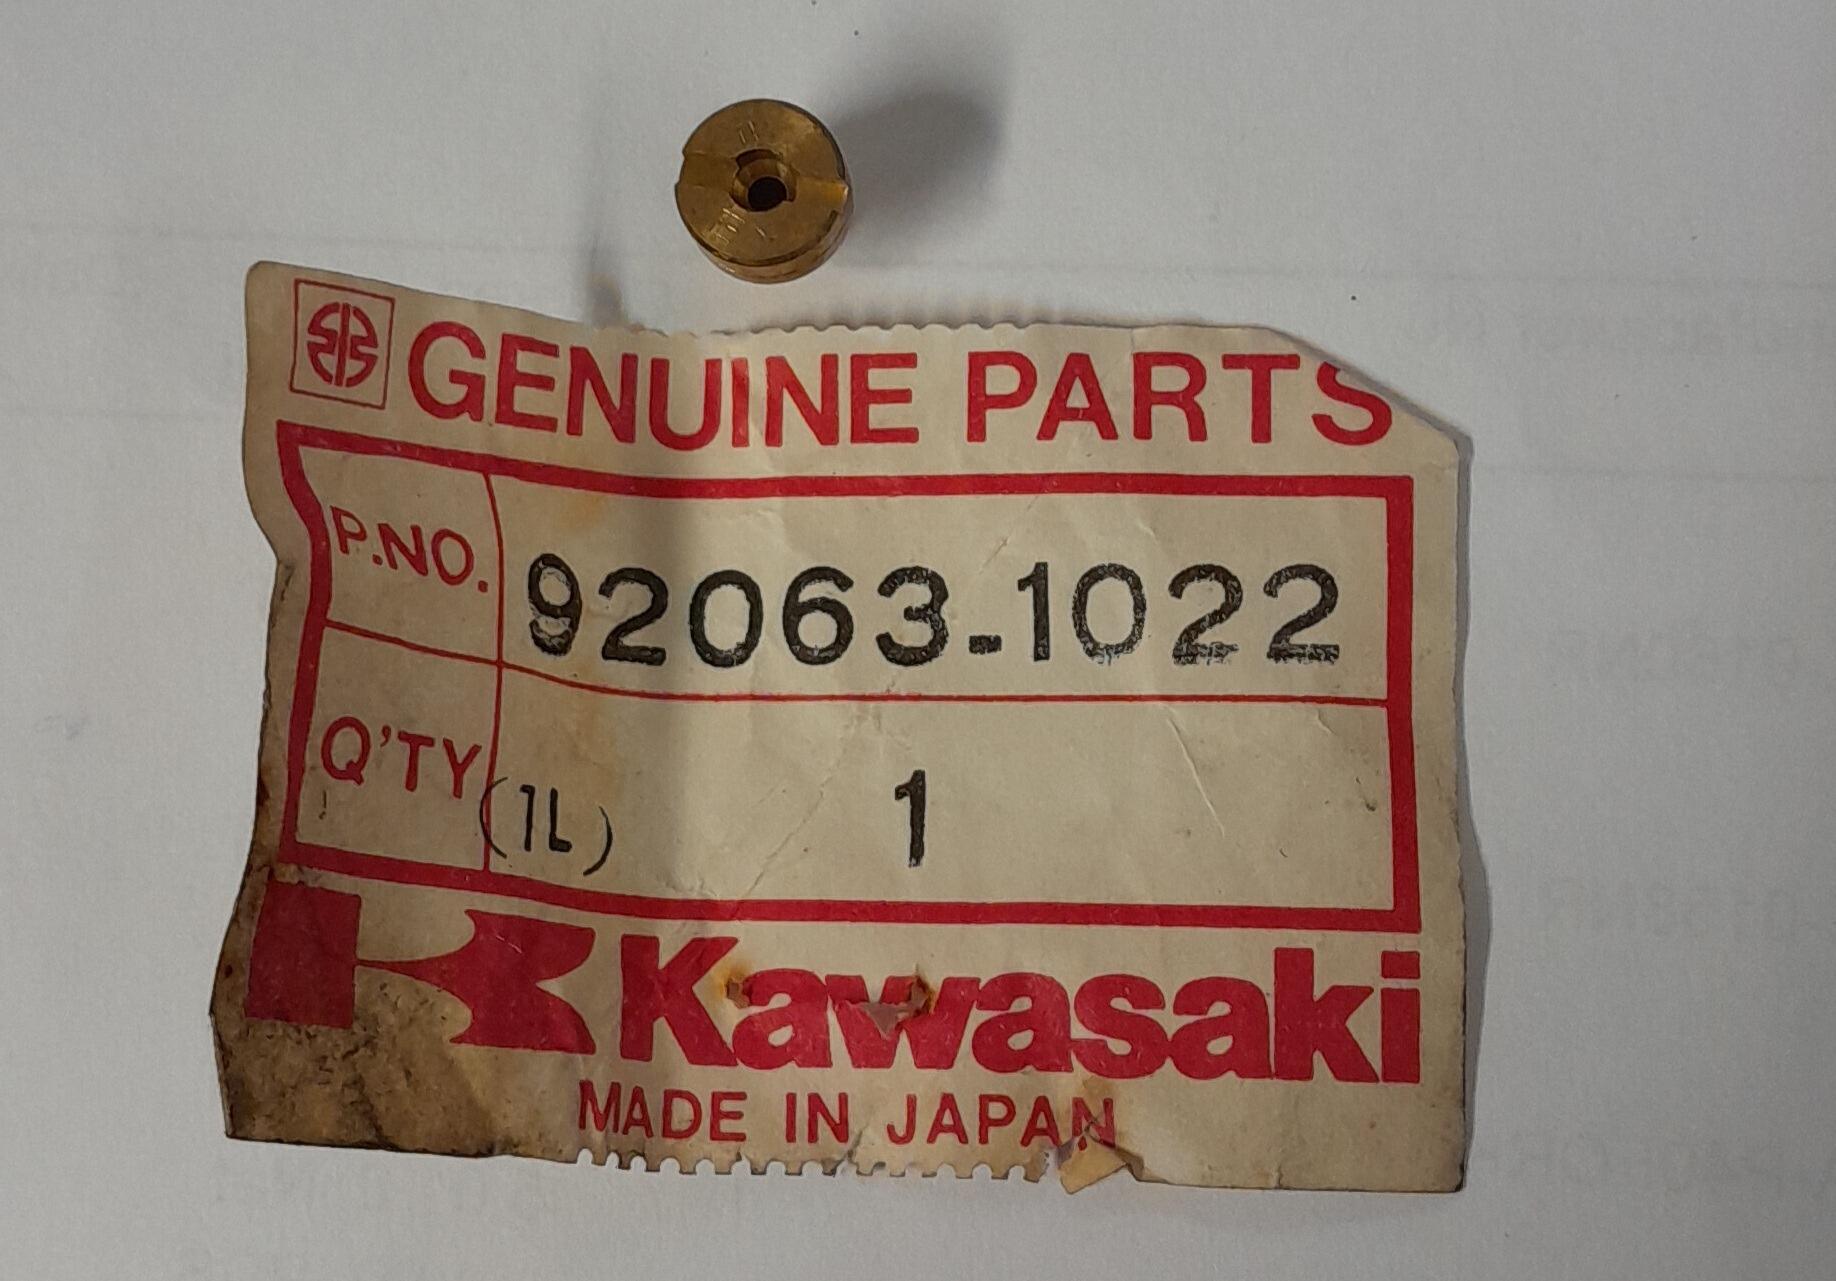 GENUINE PARTS
P.NO. 92063-1022
Q'TY (1L) 1
Kawasaki
MADE IN JAPAN